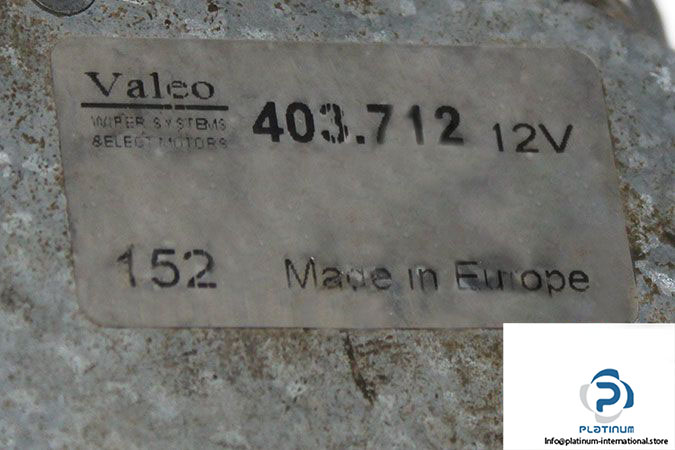 Valeo
WIPER SYSTEMS
SELECT MOTORS
403.712 12V
152 Made in Europe
PLATINUM
Info@platinum-international.store